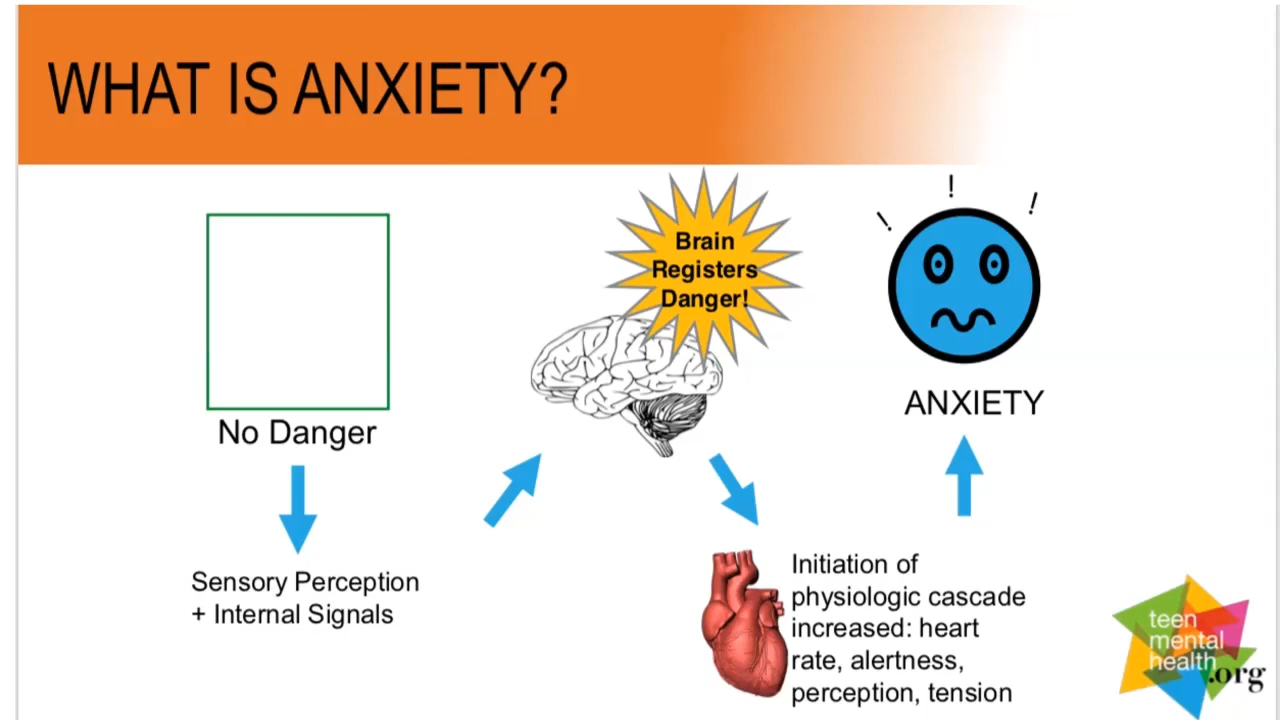 WHAT IS ANXIETY?
No Danger
Sensory Perception
+ Internal Signals
Brain
Registers
Danger!
Initiation of
physiologic cascade
increased: heart
rate, alertness,
perception, tension
! ! !
ANXIETY
teen
mental
health
.org